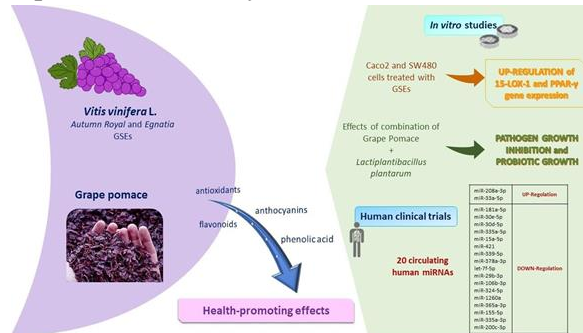 Vitis vinifera L.
Autumn Royal and Egnatia
GSEs
Grape pomace
antioxidants
anthocyanins
flavonoids
phenolic acid
Health-promoting effects
In vitro studies
Caco2 and SW480
cells treated with
GSEs
UP-REGULATION of
15-LOX-1 and PPAR-γ
gene expression
Effects of combination of
Grape Pomace
+
Lactiplantibacillus
plantarum
PATHOGEN GROWTH
INHIBITION and
PROBIOTIC GROWTH
Human clinical trials
20 circulating
human miRNAs
miR-208a-3p
miR-33a-5p
UP-Regulation
miR-181a-5p
miR-30e-5p
miR-30d-5p
miR-335a-5p
miR-15a-5p
miR-421
miR-339-5p
miR-378a-3p
let-7f-5p
miR-29b-3p
miR-106b-3p
miR-324-5p
miR-1260a
miR-365a-3p
miR-155-5p
miR-335a-3p
miR-200c-3p
DOWN-Regulation